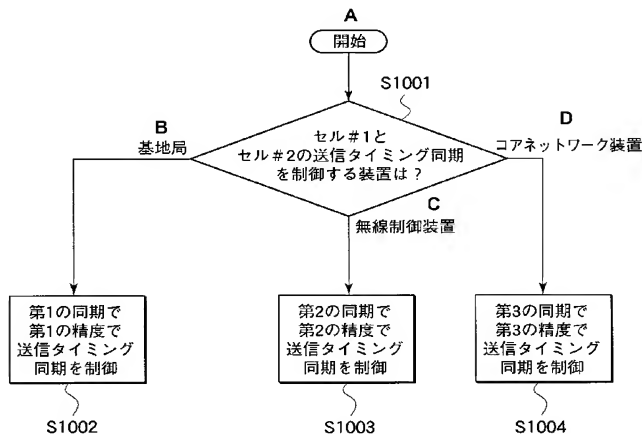 A
開始
S1001
セル#1と
セル#2の送信タイミング同期
を制御する装置は?
B
基地局
D
コアネットワーク装置
C
無線制御装置
第1の同期で
第1の精度で
送信タイミング
同期を制御
S1002
第2の同期で
第2の精度で
送信タイミング
同期を制御
S1003
第3の同期で
第3の精度で
送信タイミング
同期を制御
S1004